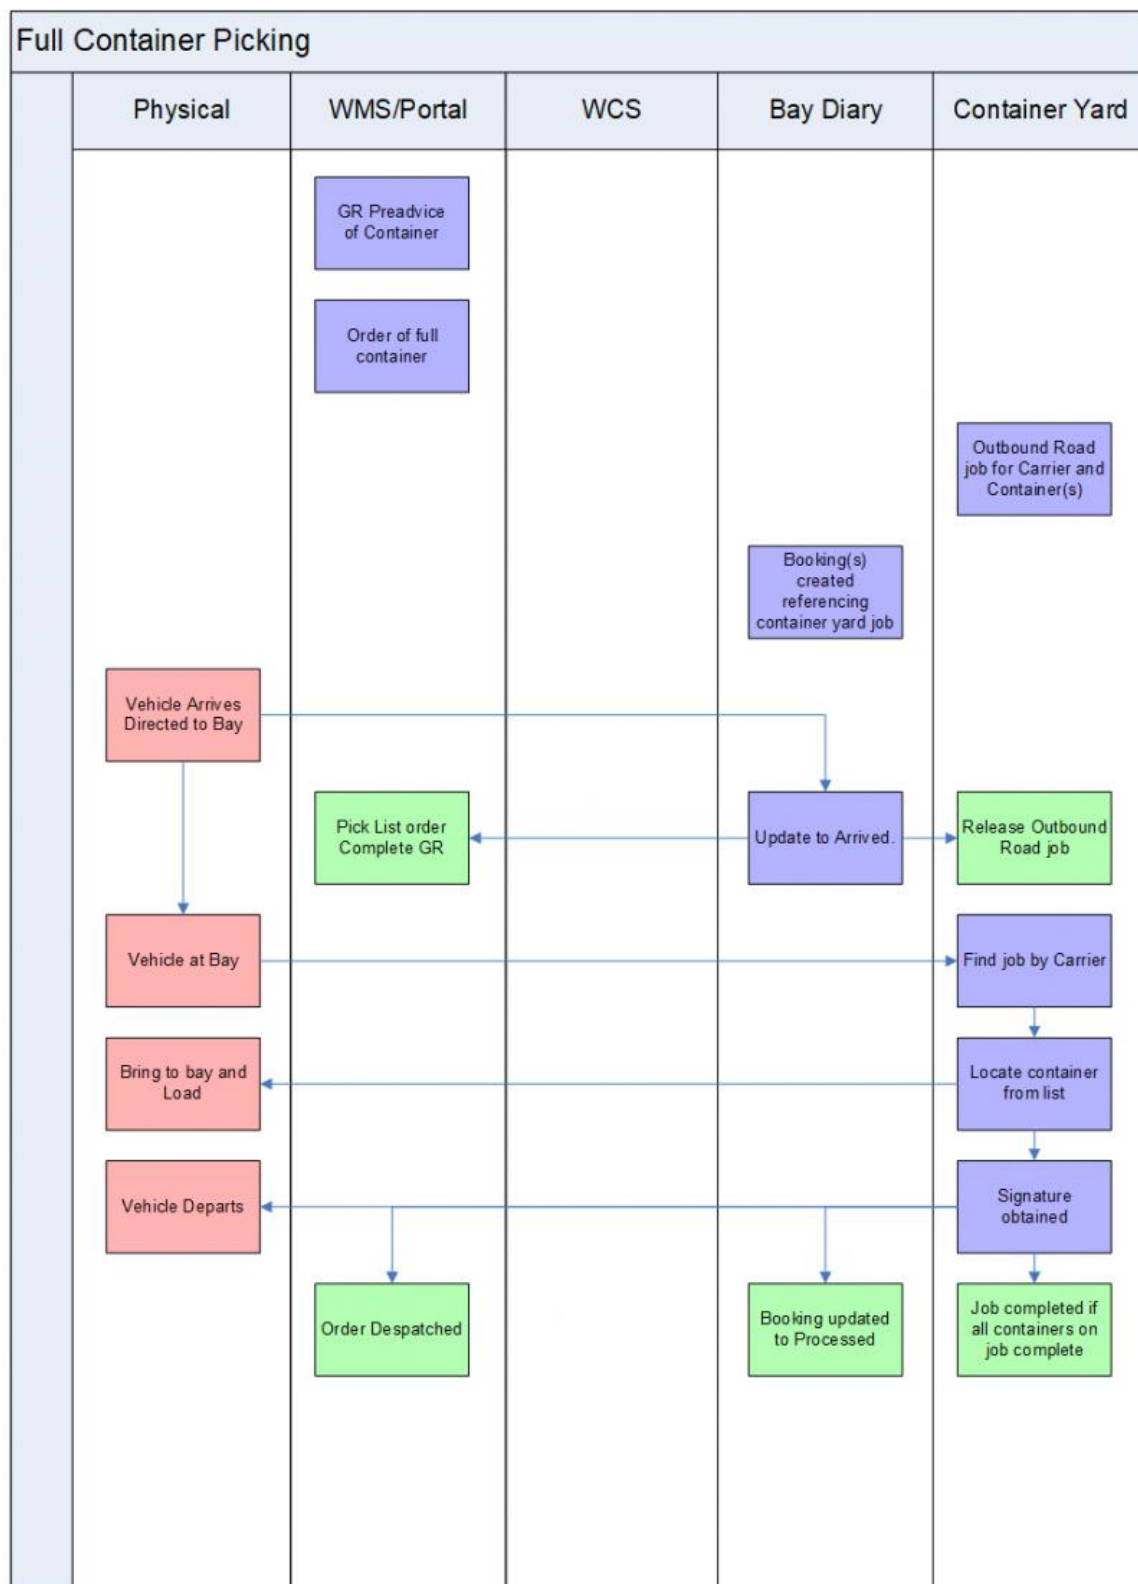 Full Container Picking
Physical
WMS/Portal
WCS
Bay Diary
Container Yard
GR Preadvice
of Container
Order of full
container
Outbound Road
job for Carrier and
Container(s)
Booking(s)
created
referencing
container yard job
Vehicle Arrives
Directed to Bay
Pick List order
Complete GR
Update to Arrived.
Release Outbound
Road job
Vehicle at Bay
Find job by Carrier
Bring to bay and
Load
Locate container
from list
Vehicle Departs
Signature
obtained
Order Despatched
Booking updated
to Processed
Job completed if
all containers on
job complete